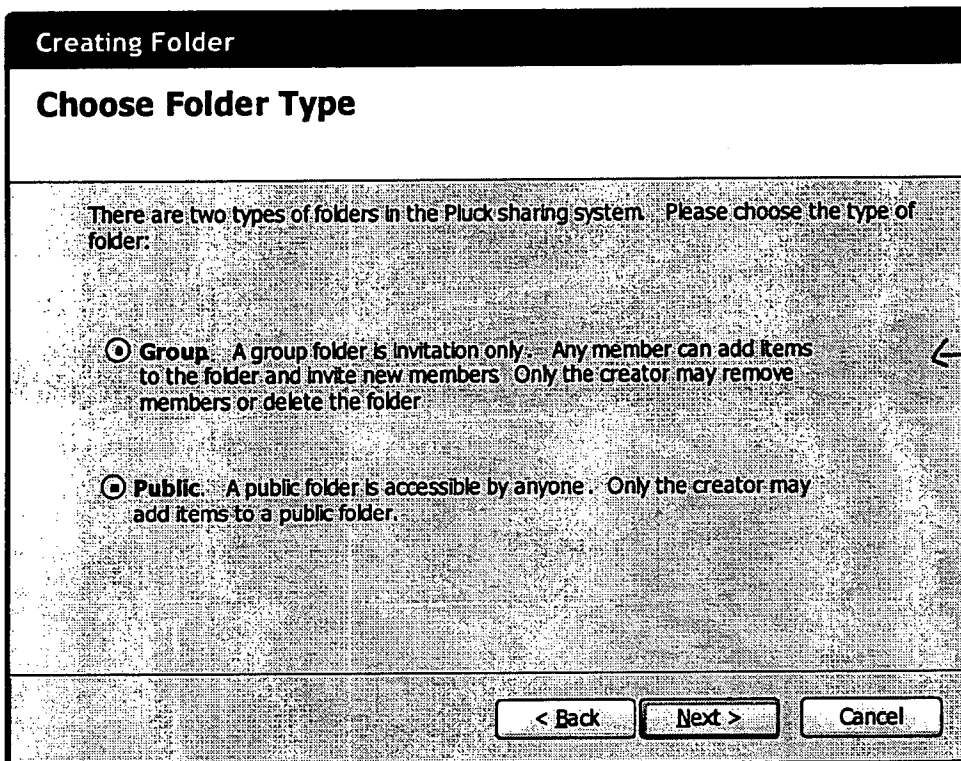 Creating Folder
Choose Folder Type
There are two types of folders in the Pluck sharing system. Please choose the type of
folder:
Group. A group folder is invitation only. Any member can add items
to the folder and invite new members Only the creator may remove
members or delete the folder
Public. A public folder is accessible by anyone. Only the creator may
add items to a public folder.
< Back Next > Cancel